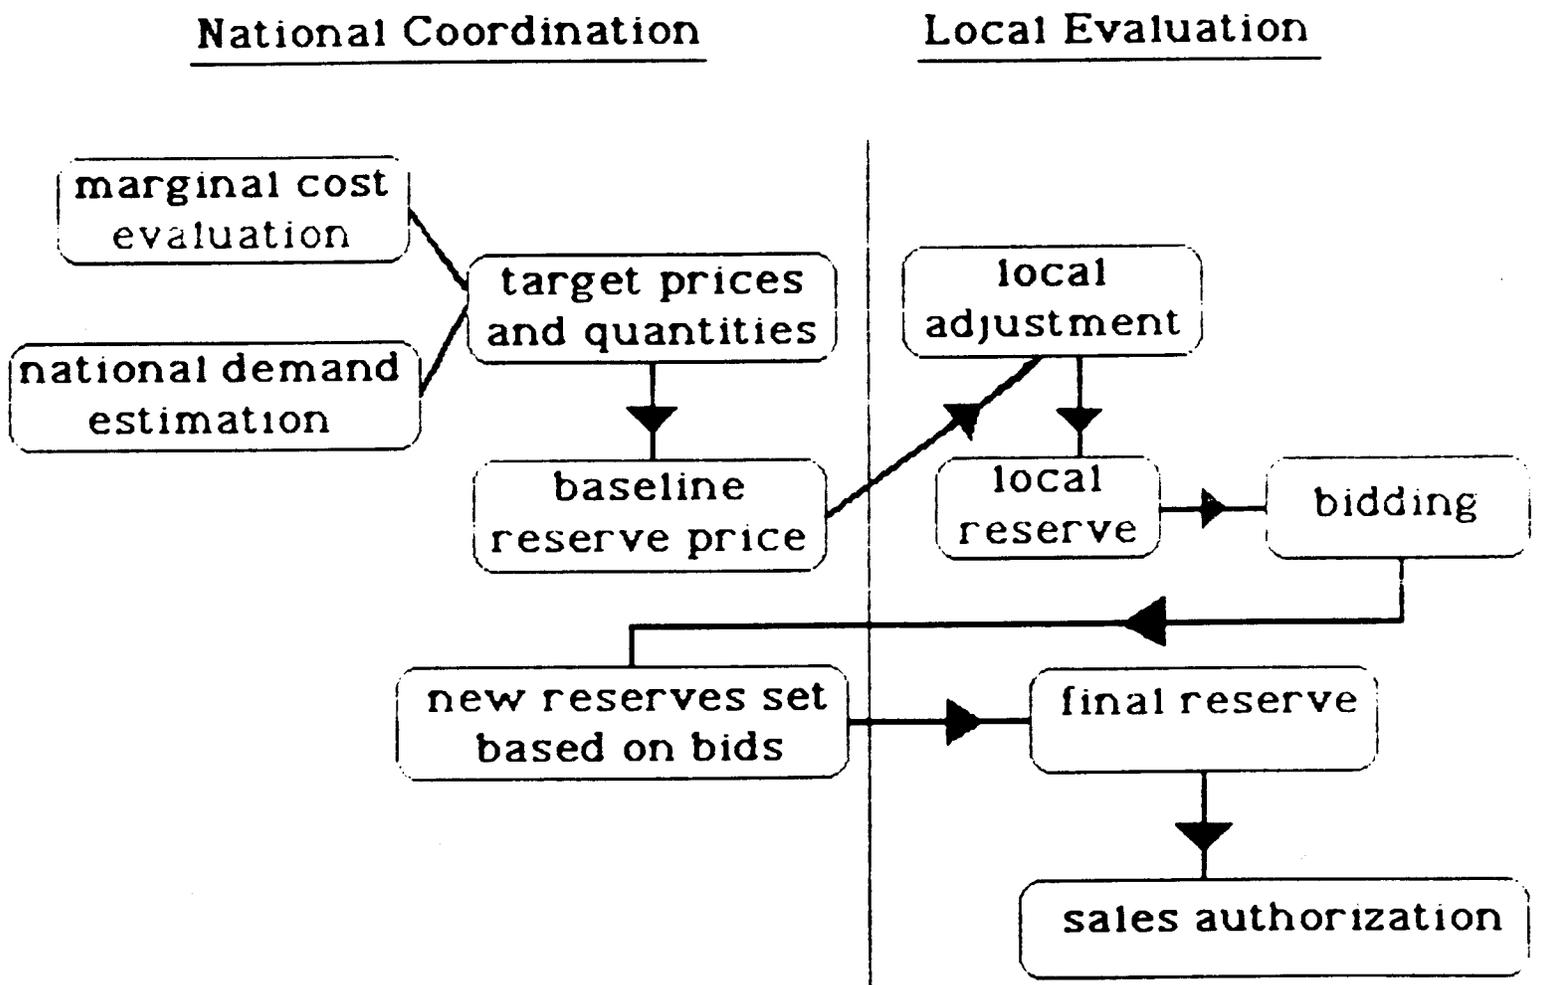 National Coordination
Local Evaluation
marginal cost
evaluation
target prices
and quantities
national demand
estimation
baseline
reserve price
local
adjustment
local
reserve
bidding
new reserves set
based on bids
final reserve
sales authorization